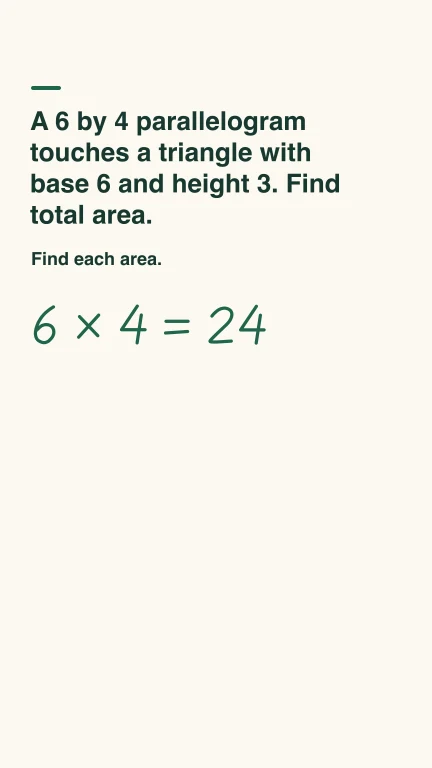 A 6 by 4 parallelogram
touches a triangle with
base 6 and height 3. Find
total area.
Find each area.
6 × 4 = 24